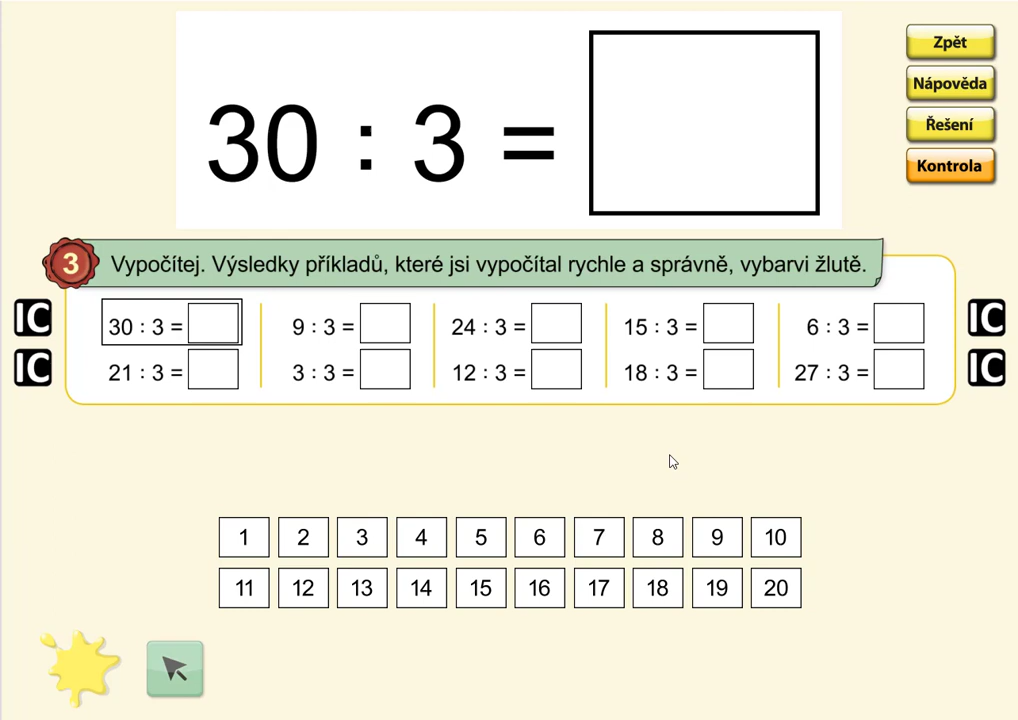 30 : 3 =
Zpět
Nápověda
Řešení
Kontrola
3 Vypočítej. Výsledky příkladů, které jsi vypočítal rychle a správně, vybarvi žlutě.
IC 30 : 3 = 9 : 3 = 24 : 3 = 15 : 3 = 6 : 3 = IC
IC 21 : 3 = 3 : 3 = 12 : 3 = 18 : 3 = 27 : 3 = IC
1 2 3 4 5 6 7 8 9 10
11 12 13 14 15 16 17 18 19 20